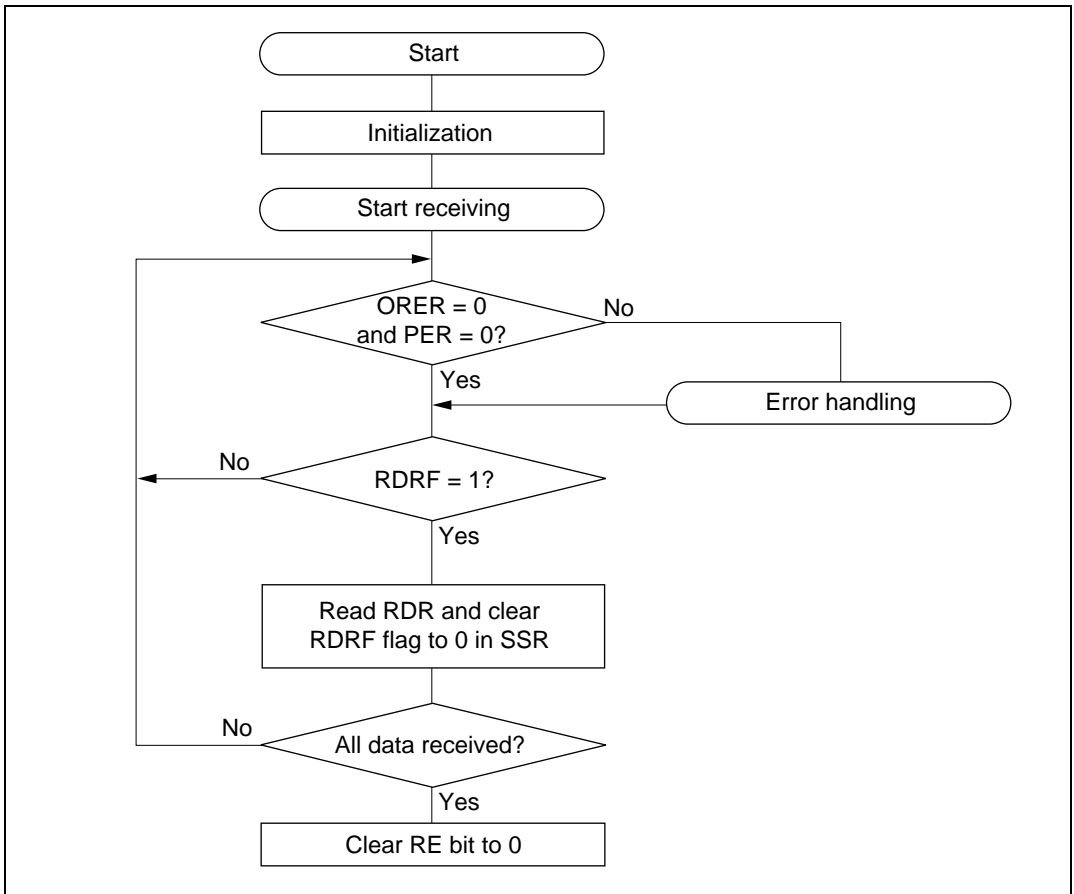 Start
Initialization
Start receiving
ORER = 0
and PER = 0?
No
Yes
Error handling
No
RDRF = 1?
Yes
Read RDR and clear
RDRF flag to 0 in SSR
No
All data received?
Yes
Clear RE bit to 0